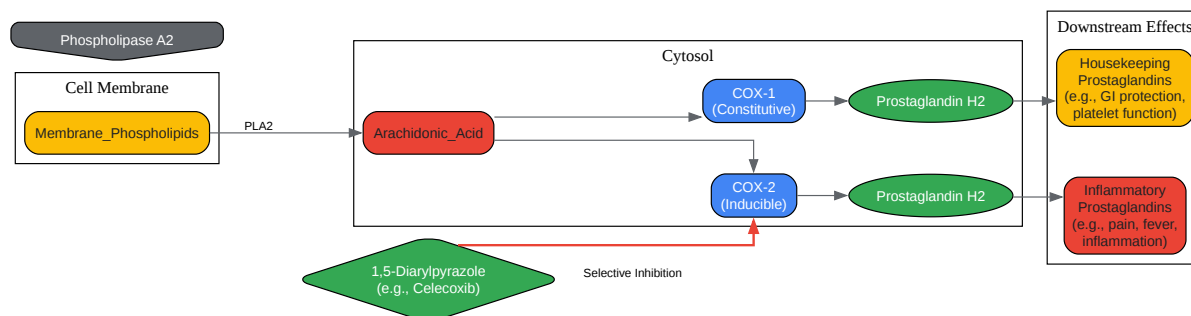 Phospholipase A2
Cell Membrane
Membrane_Phospholipids
PLA2
Cytosol
Arachidonic_Acid
COX-1
(Constitutive)
Prostaglandin H2
COX-2
(Inducible)
Prostaglandin H2
Downstream Effects
Housekeeping
Prostaglandins
(e.g., GI protection,
platelet function)
Inflammatory
Prostaglandins
(e.g., pain, fever,
inflammation)
1,5-Diarylpyrazole
(e.g., Celecoxib)
Selective Inhibition